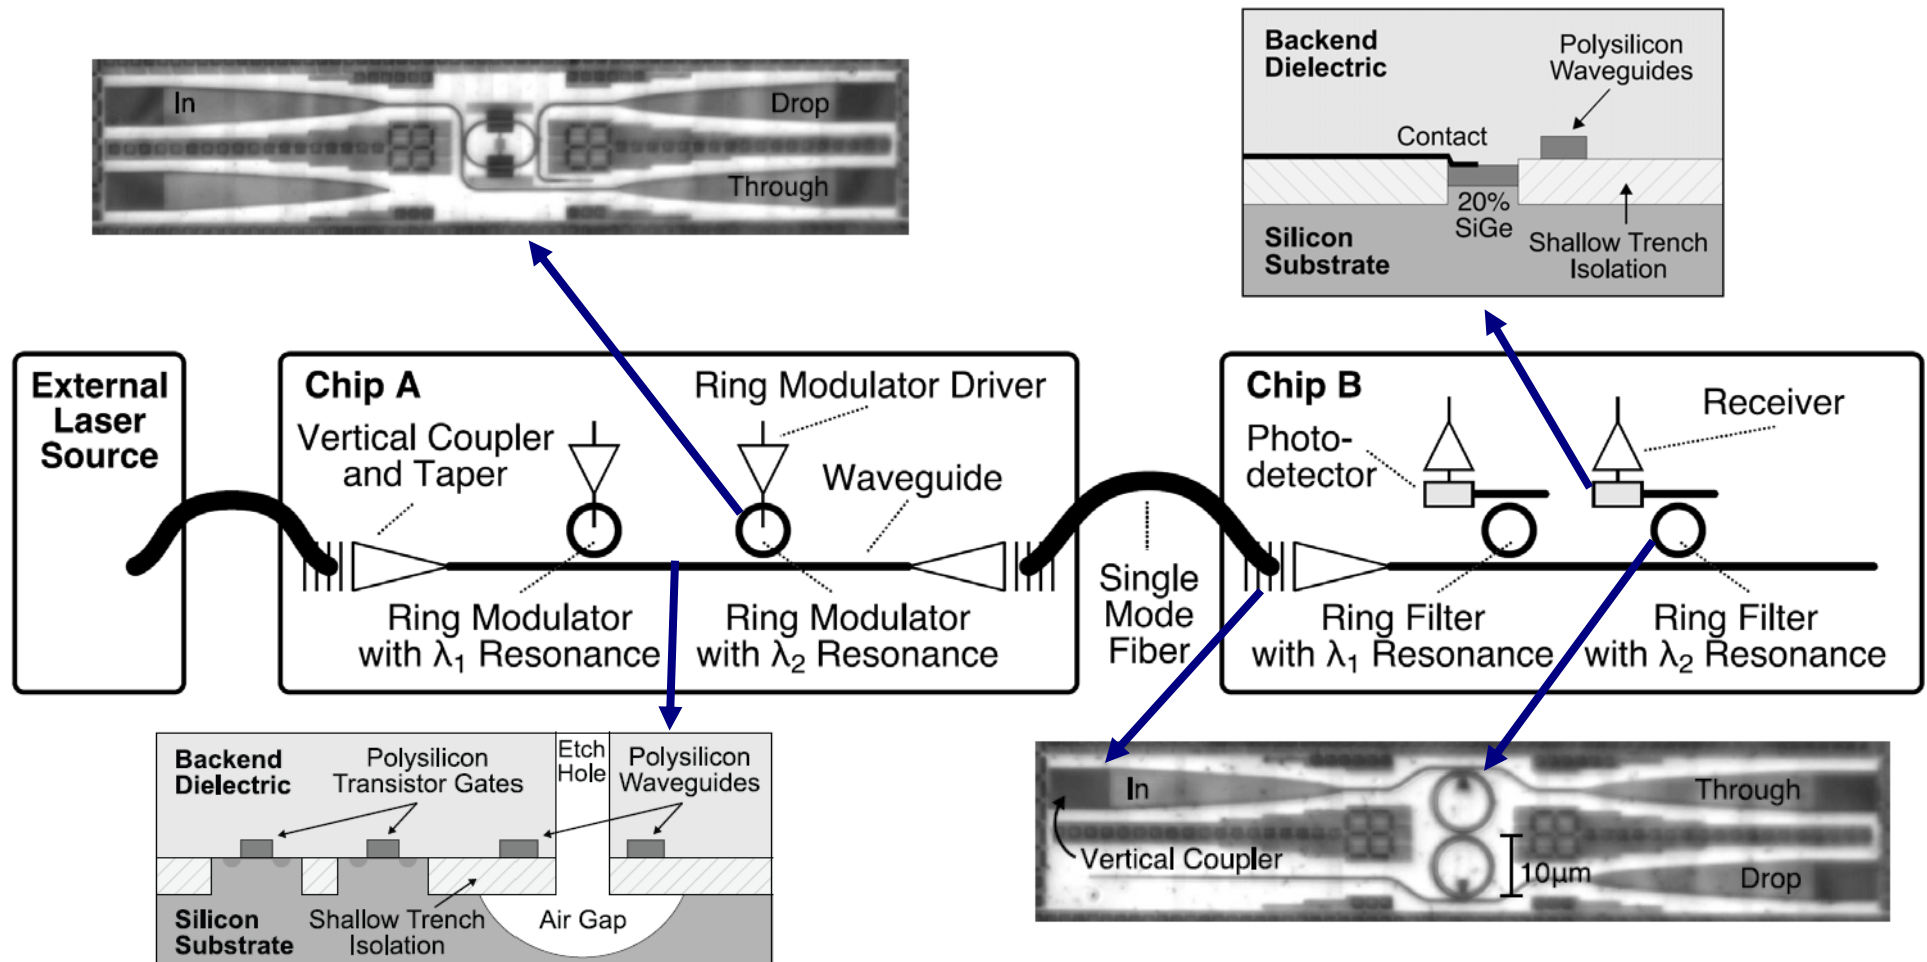 In
Drop
Through
Backend
Dielectric
Polysilicon
Waveguides
Contact
20%
SiGe
Silicon
Substrate
Shallow Trench
Isolation
External
Laser
Source
Chip A
Ring Modulator Driver
Vertical Coupler
and Taper
Waveguide
Ring Modulator
with λ₁ Resonance
Ring Modulator
with λ₂ Resonance
Single
Mode
Fiber
Chip B
Receiver
Photo-
detector
Ring Filter
with λ₁ Resonance
Ring Filter
with λ₂ Resonance
Backend
Dielectric
Polysilicon
Transistor Gates
Etch
Hole
Polysilicon
Waveguides
Silicon
Substrate
Shallow Trench
Isolation
Air Gap
In
Through
Vertical Coupler
10μm
Drop